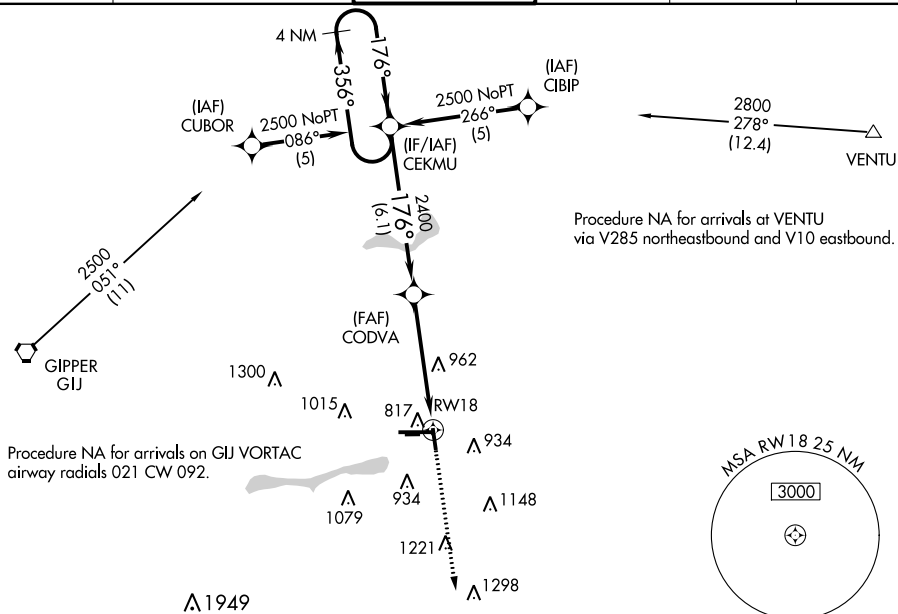 4 NM
176°
356°
(IAF)
CUBOR
2500 NoPT
086°
(5)
(IF/IAF)
CEKMU
2500 NoPT
266°
(5)
(IAF)
CIBIP
2800
278°
(12.4)
VENTU
Procedure NA for arrivals at VENTU
via V285 northeastbound and V10 eastbound.
2400
176°
(6.1)
2500
051°
(11)
GIPPER
GIJ
(FAF)
CODVA
962
1300
1015
817
RW18
934
Procedure NA for arrivals on GIJ VORTAC
airway radials 021 CW 092.
934
1079
1148
1221
1298
1949
MSA RW18 25 NM
3000